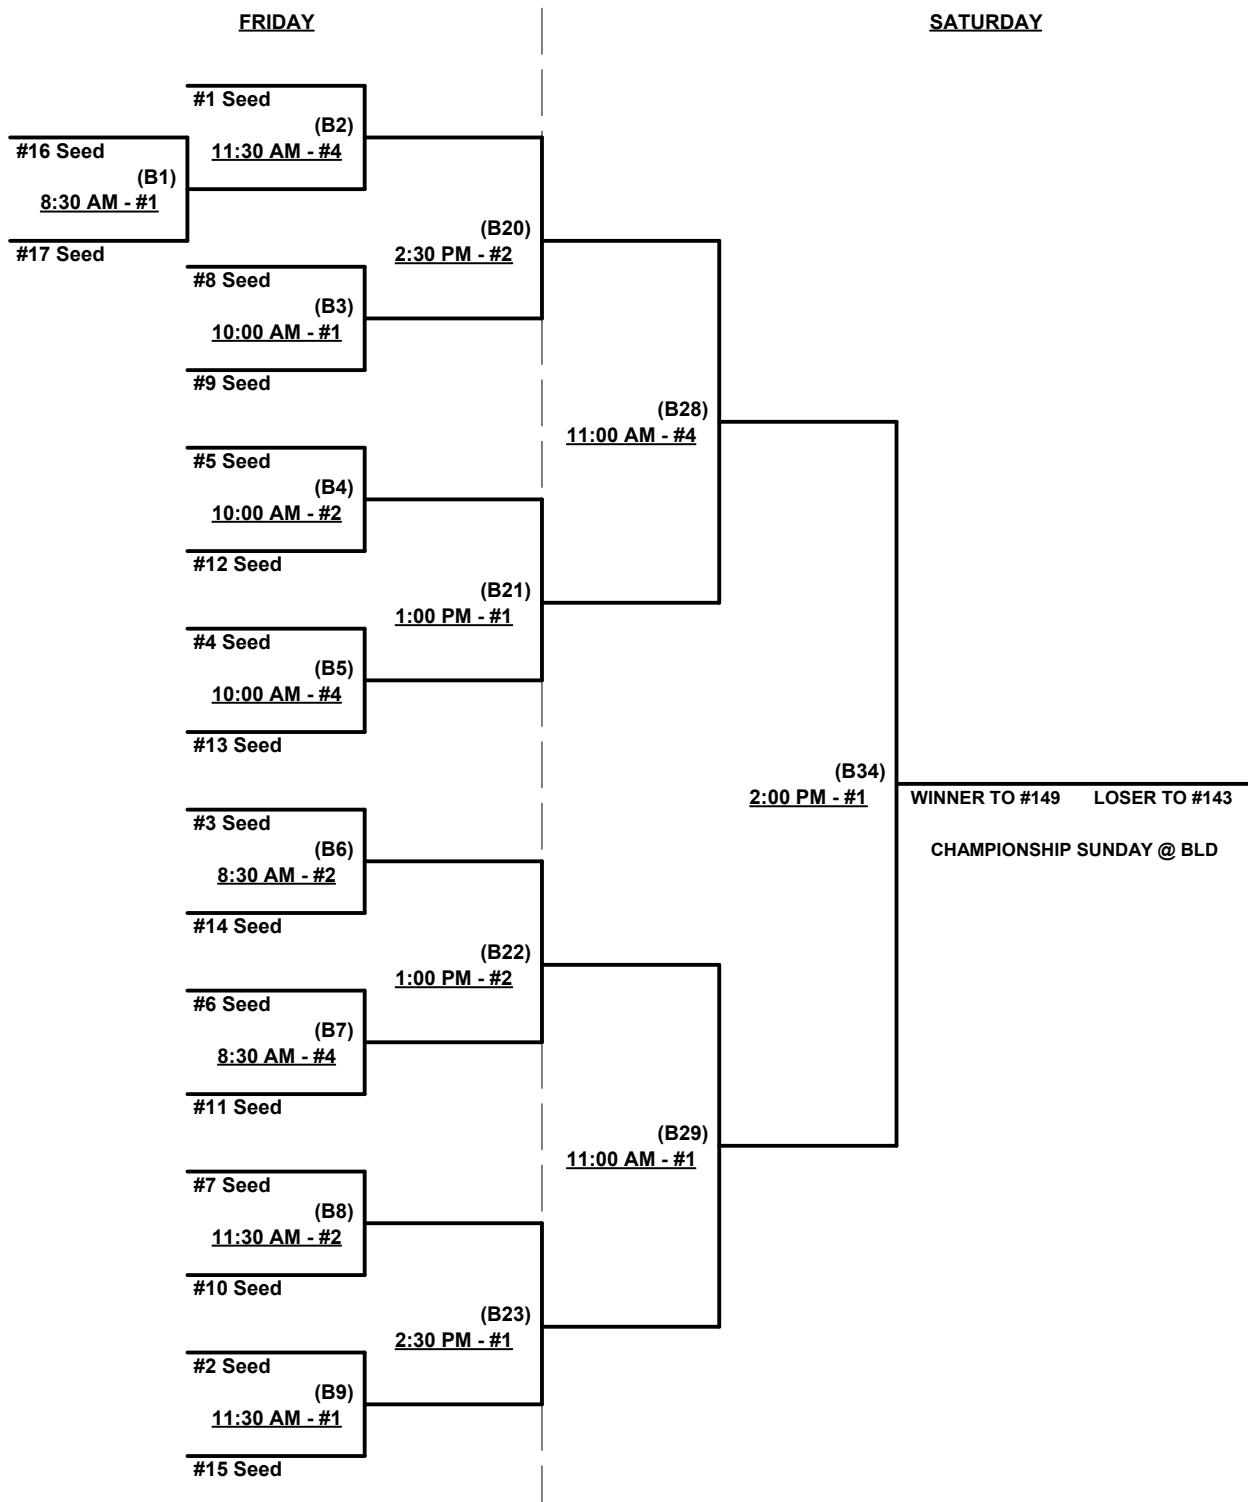 FRIDAY
SATURDAY
#1 Seed
(B2)
11:30 AM - #4
#16 Seed
(B1)
8:30 AM - #1
#17 Seed
(B20)
2:30 PM - #2
#8 Seed
(B3)
10:00 AM - #1
#9 Seed
(B28)
11:00 AM - #4
#5 Seed
(B4)
10:00 AM - #2
#12 Seed
(B21)
1:00 PM - #1
#4 Seed
(B5)
10:00 AM - #4
#13 Seed
(B34)
2:00 PM - #1
WINNER TO #149 LOSER TO #143
CHAMPIONSHIP SUNDAY @ BLD
#3 Seed
(B6)
8:30 AM - #2
#14 Seed
(B22)
1:00 PM - #2
#6 Seed
(B7)
8:30 AM - #4
#11 Seed
(B29)
11:00 AM - #1
#7 Seed
(B8)
11:30 AM - #2
#10 Seed
(B23)
2:30 PM - #1
#2 Seed
(B9)
11:30 AM - #1
#15 Seed